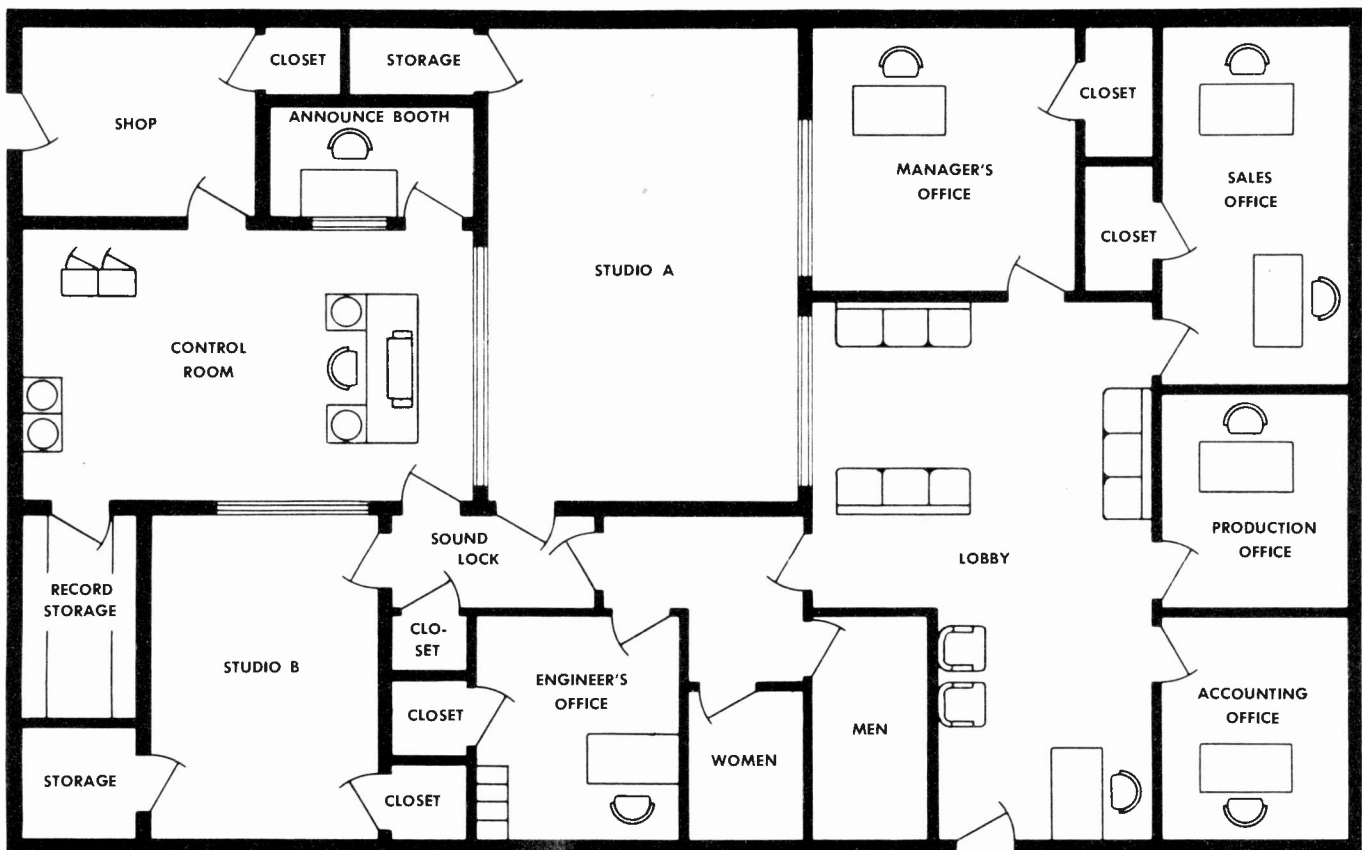 CLOSET
STORAGE
SHOP
ANNOUNCE BOOTH
CLOSET
MANAGER'S
OFFICE
SALES
OFFICE
CLOSET
STUDIO A
CONTROL
ROOM
SOUND
LOCK
LOBBY
PRODUCTION
OFFICE
RECORD
STORAGE
CLO-
SET
STUDIO B
ENGINEER'S
OFFICE
ACCOUNTING
OFFICE
CLOSET
MEN
WOMEN
STORAGE
CLOSET